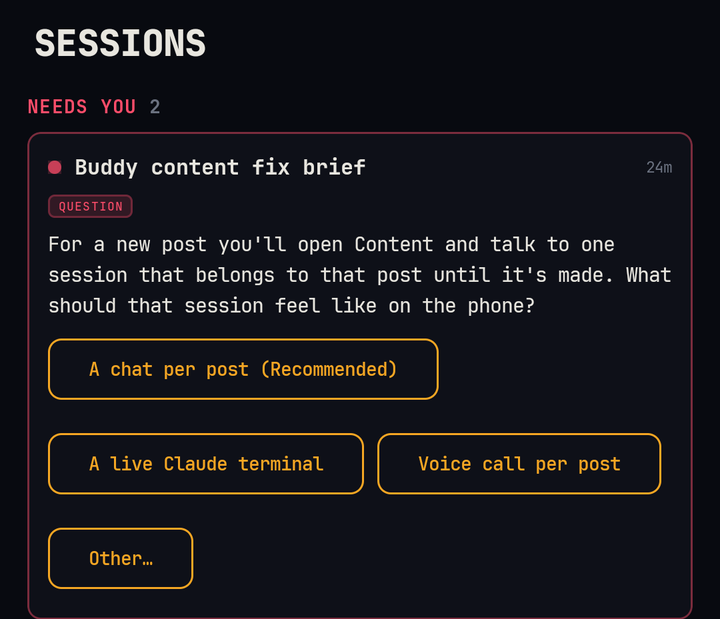 SESSIONS
NEEDS YOU 2
Buddy content fix brief
24m
QUESTION
For a new post you'll open Content and talk to one
session that belongs to that post until it's made. What
should that session feel like on the phone?
A chat per post (Recommended)
A live Claude terminal
Voice call per post
Other…